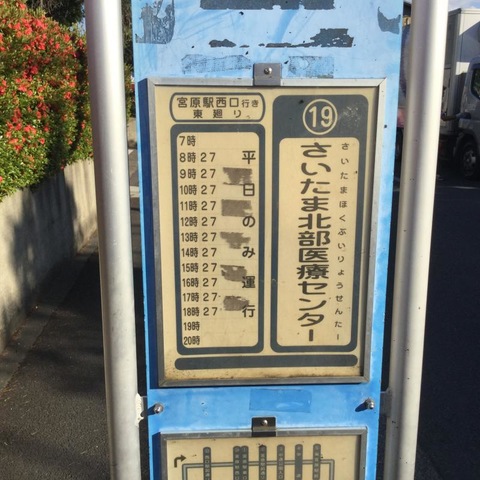 宮原駅西口行き
東廻り
7時
8時 27
9時 27
10時 27
11時 27
12時 27
13時 27
14時 27
15時 27
16時 27
17時 27
18時 27
19時
20時
平日のみ運行
19
さいたま北部医療センター
さいたまほくぶいりょうせんたー